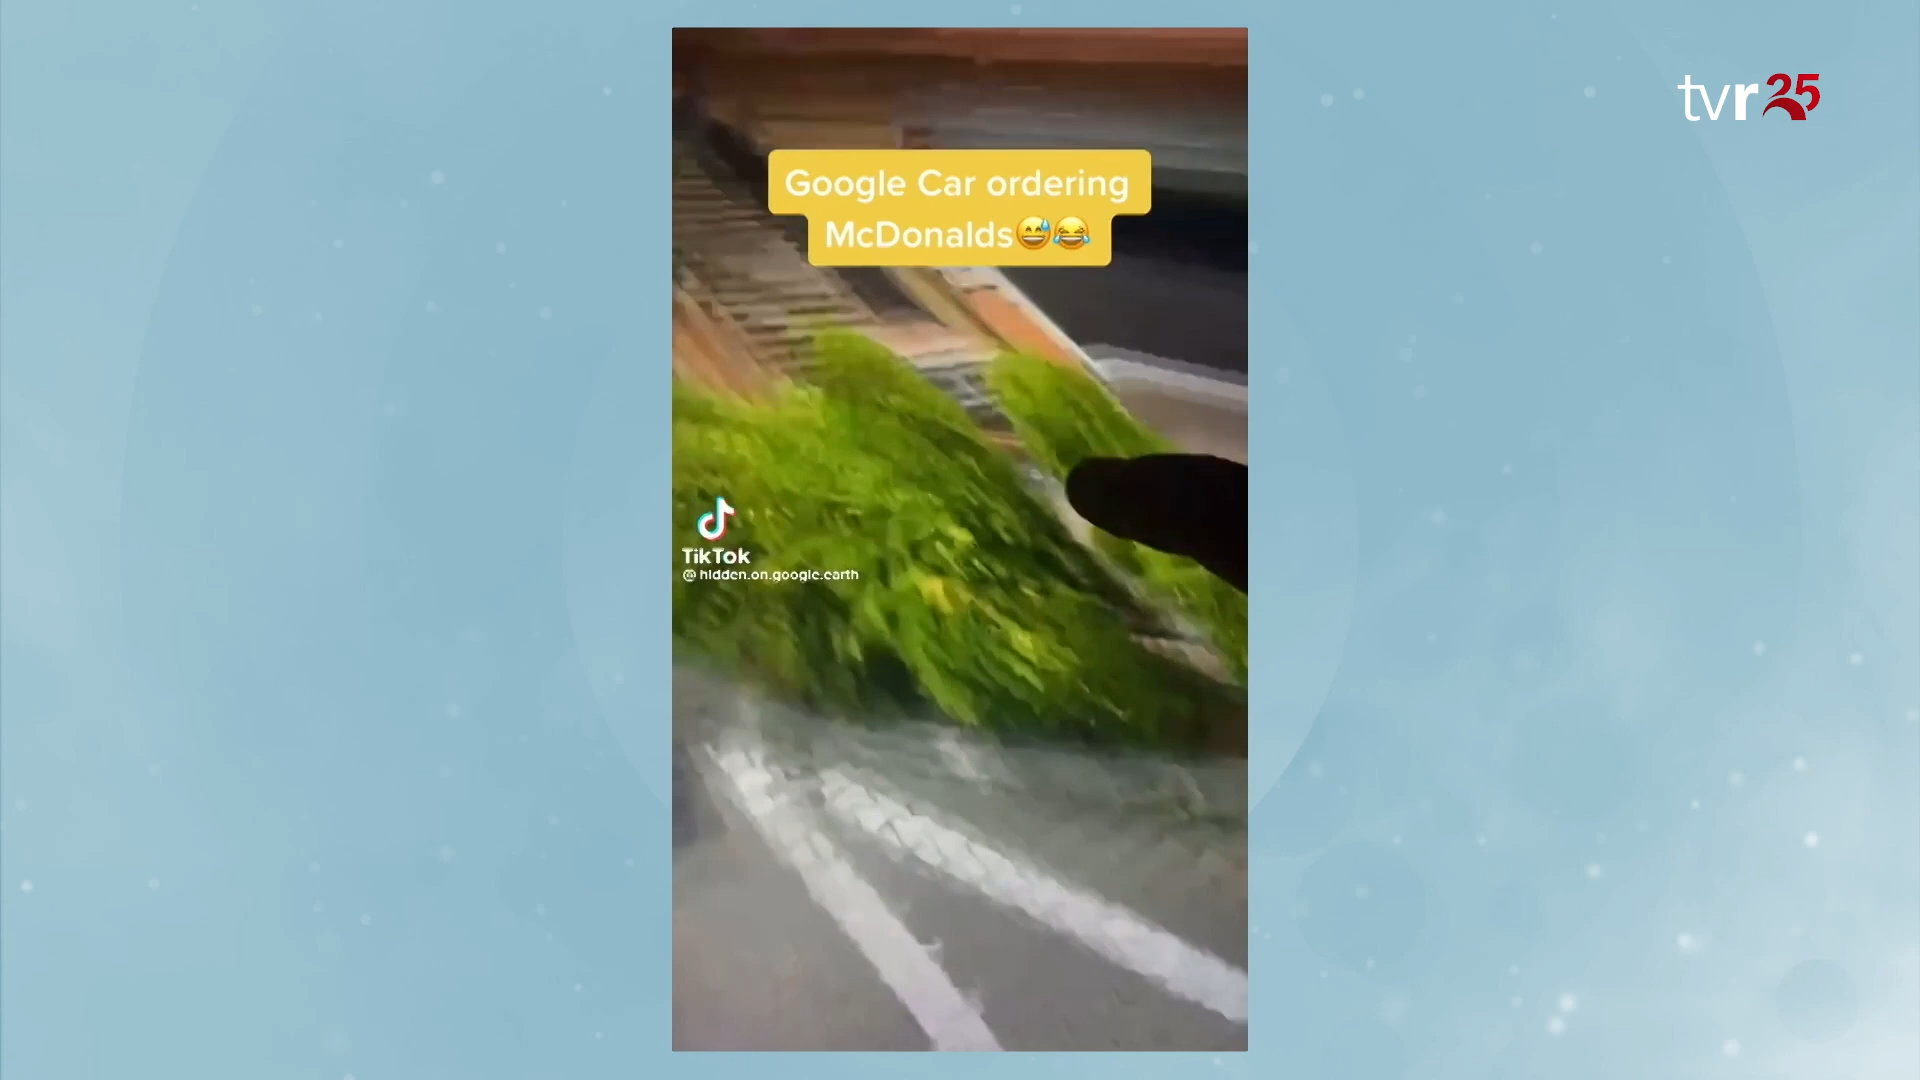 tvr25
Google Car ordering
McDonalds😅😂
TikTok
@hidden.on.google.earth